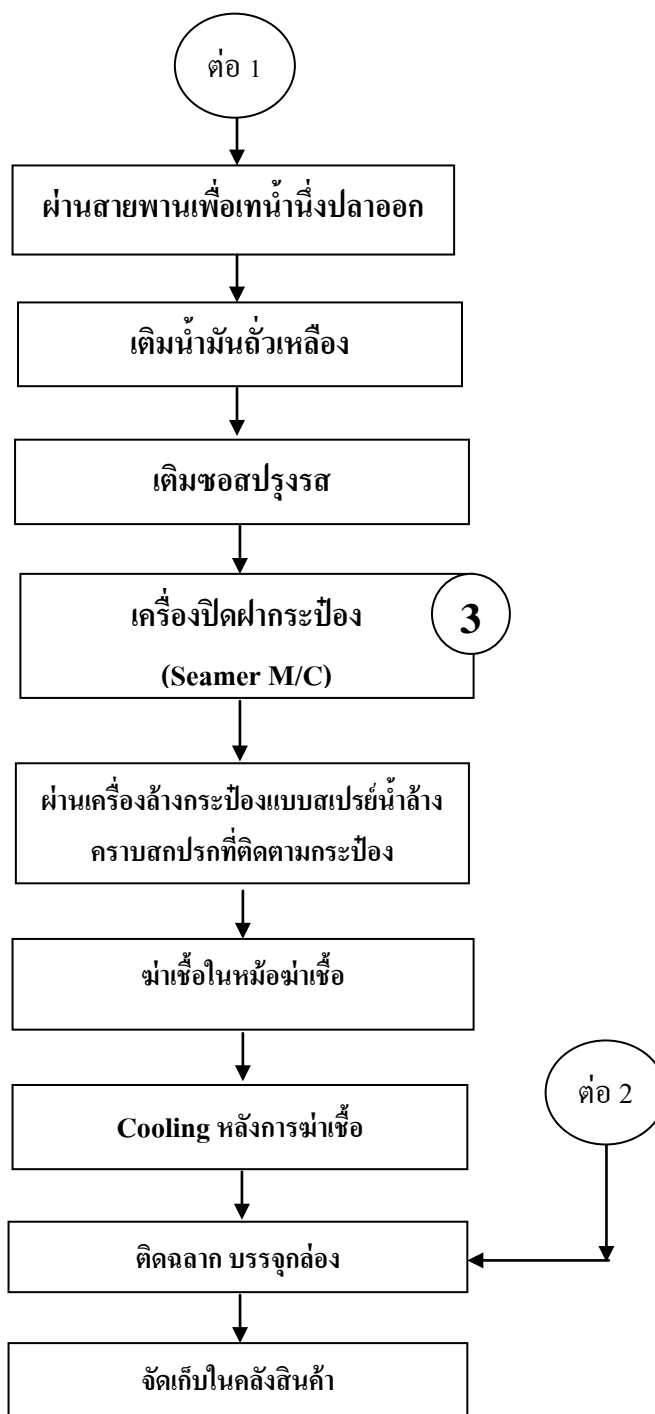 ต่อ 1
ผ่านสายพานเพื่อเทน้ำนึ่งปลาออก
เติมน้ำมันถั่วเหลือง
เติมซอสปรุงรส
เครื่องปิดฝากระป๋อง
(Seamer M/C)
3
ผ่านเครื่องล้างกระป๋องแบบสเปรย์น้ำล้าง
คราบสกปรกที่ติดตามกระป๋อง
ฆ่าเชื้อในหม้อฆ่าเชื้อ
Cooling หลังการฆ่าเชื้อ
ต่อ 2
ติดฉลาก บรรจุกล่อง
จัดเก็บในคลังสินค้า